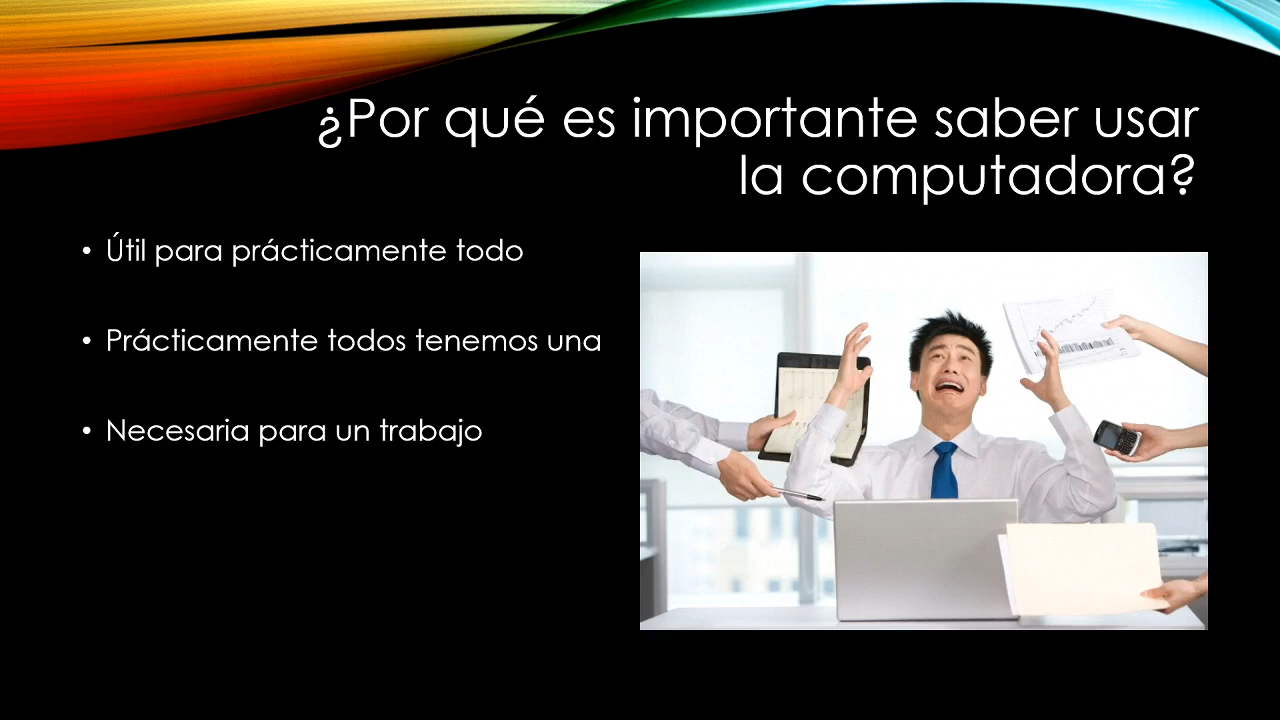 ¿Por qué es importante saber usar
la computadora?
• Útil para prácticamente todo
• Prácticamente todos tenemos una
• Necesaria para un trabajo